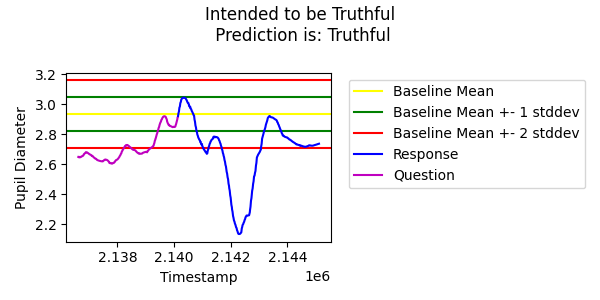 Intended to be Truthful
Prediction is: Truthful
3.2
3.0
2.8
2.6
2.4
2.2
Pupil Diameter
2.138
2.140
2.142
2.144
1e6
Timestamp
Baseline Mean
Baseline Mean +- 1 stddev
Baseline Mean +- 2 stddev
Response
Question